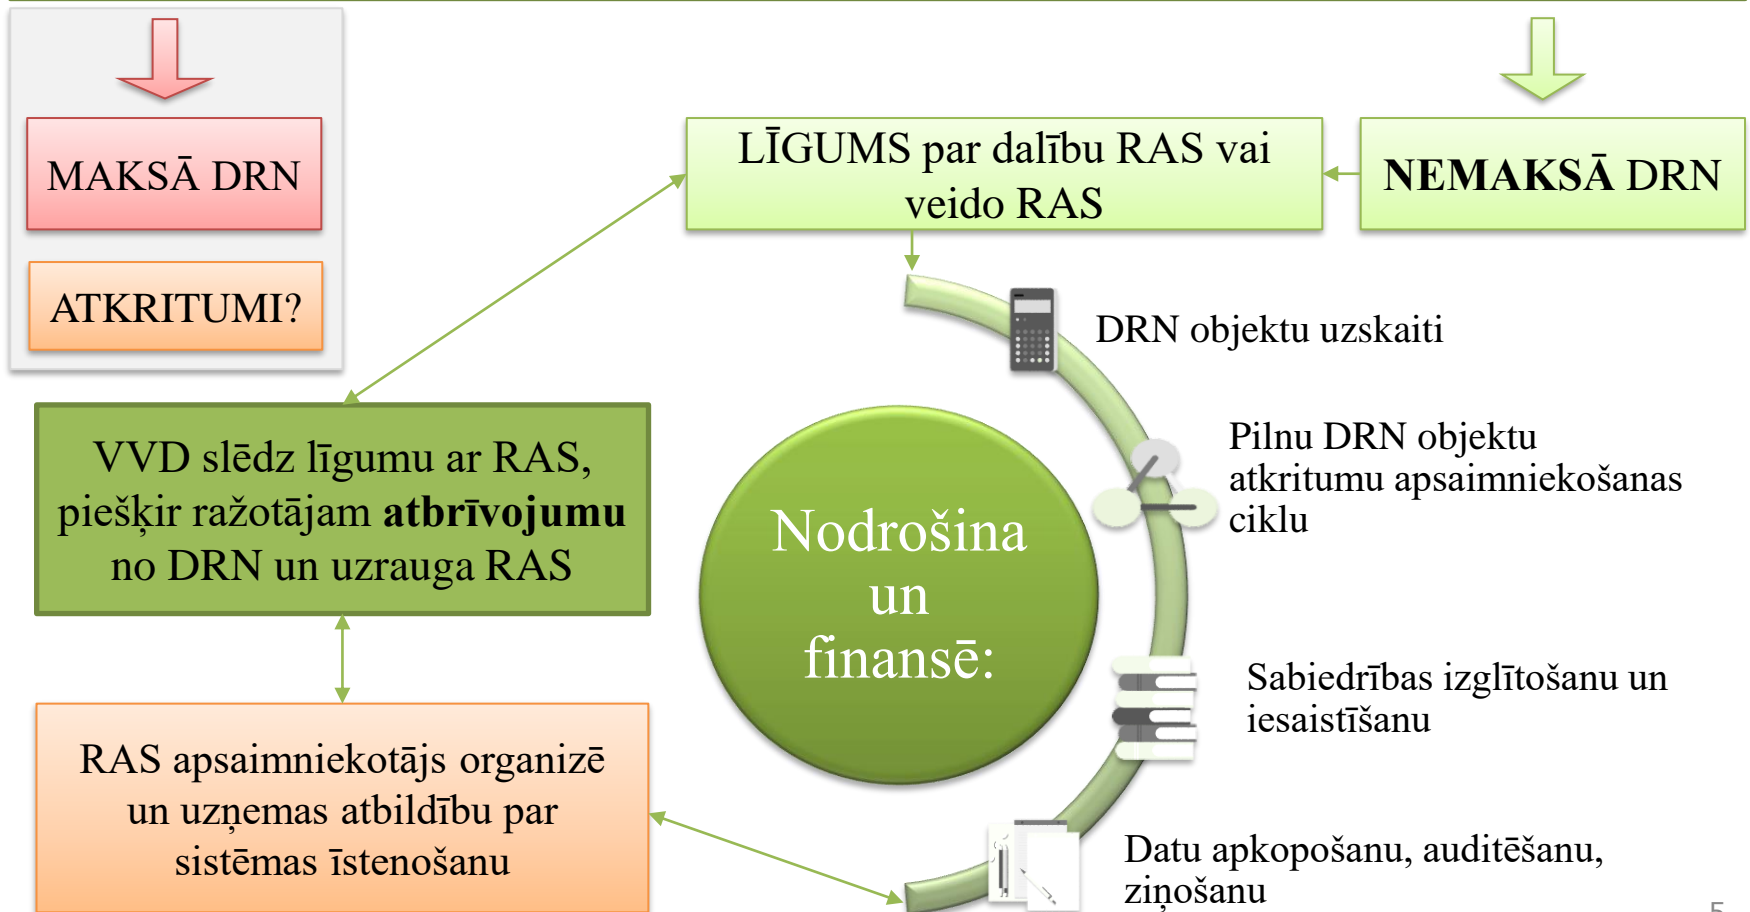 MAKSĀ DRN
ATKRITUMI?
LĪGUMS par dalību RAS vai
veido RAS
NEMAKSĀ DRN
VVD slēdz līgumu ar RAS,
piešķir ražotājam atbrīvojumu
no DRN un uzrauga RAS
RAS apsaimniekotājs organizē
un uzņemas atbildību par
sistēmas īstenošanu
Nodrošina
un
finansē:
DRN objektu uzskaiti
Pilnu DRN objektu
atkritumu apsaimniekošanas
ciklu
Sabiedrības izglītošanu un
iesaistīšanu
Datu apkopošanu, auditēšanu,
ziņošanu
5